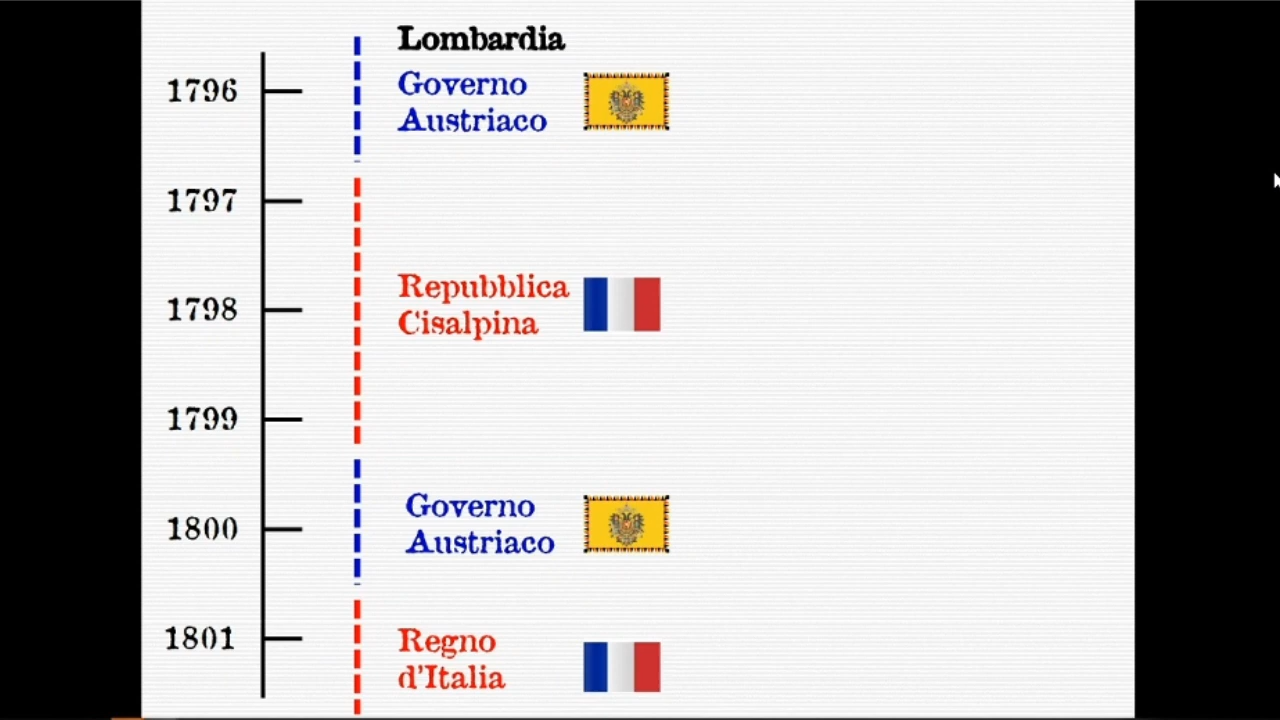 Lombardia
1796
Governo
Austriaco
1797
Repubblica
1798
Cisalpina
1799
Governo
1800
Austriaco
1801
Regno
d'Italia